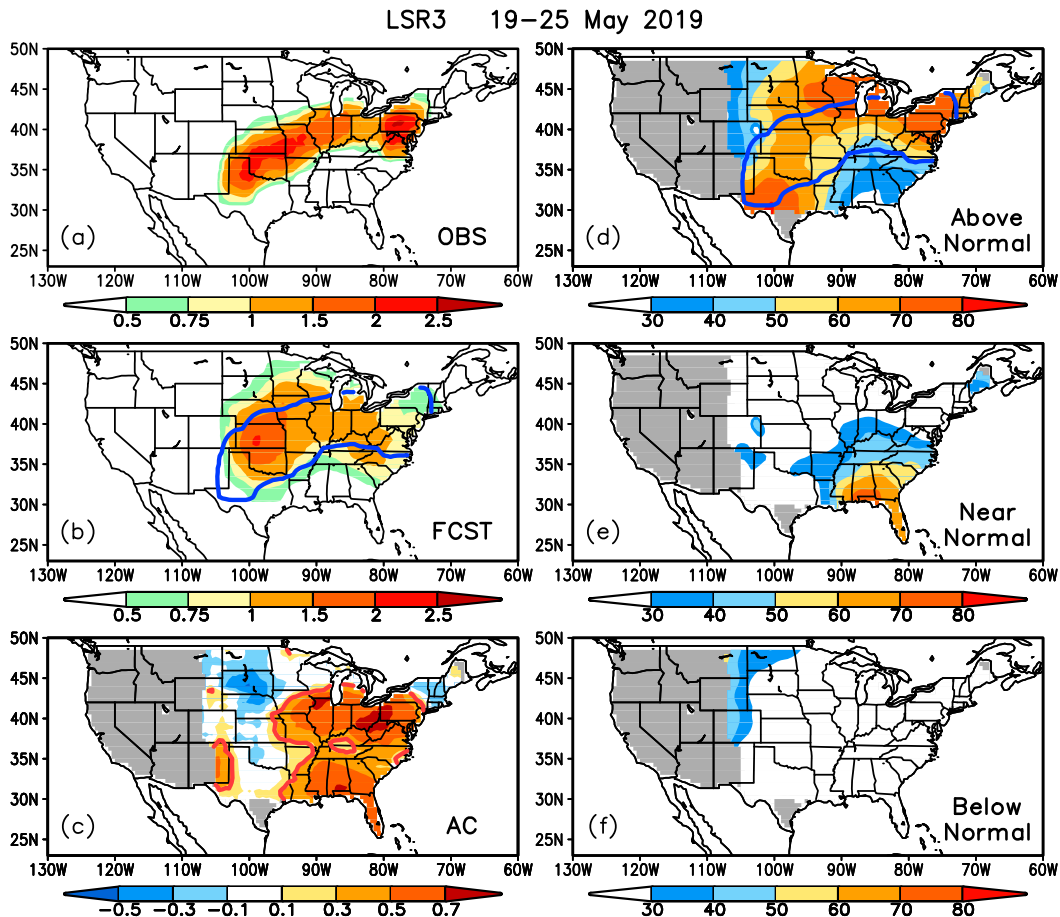 LSR3 19-25 May 2019
50N
45N
40N
35N
30N
25N
(a)
OBS
130W 120W 110W 100W 90W 80W 70W 60W
0.5 0.75 1 1.5 2 2.5
50N
45N
40N
35N
30N
25N
(d)
Above
Normal
130W 120W 110W 100W 90W 80W 70W 60W
30 40 50 60 70 80
50N
45N
40N
35N
30N
25N
(b)
FCST
130W 120W 110W 100W 90W 80W 70W 60W
0.5 0.75 1 1.5 2 2.5
50N
45N
40N
35N
30N
25N
(e)
Near
Normal
130W 120W 110W 100W 90W 80W 70W 60W
30 40 50 60 70 80
50N
45N
40N
35N
30N
25N
(c)
AC
130W 120W 110W 100W 90W 80W 70W 60W
-0.5 -0.3 -0.1 0.1 0.3 0.5 0.7
50N
45N
40N
35N
30N
25N
(f)
Below
Normal
130W 120W 110W 100W 90W 80W 70W 60W
30 40 50 60 70 80